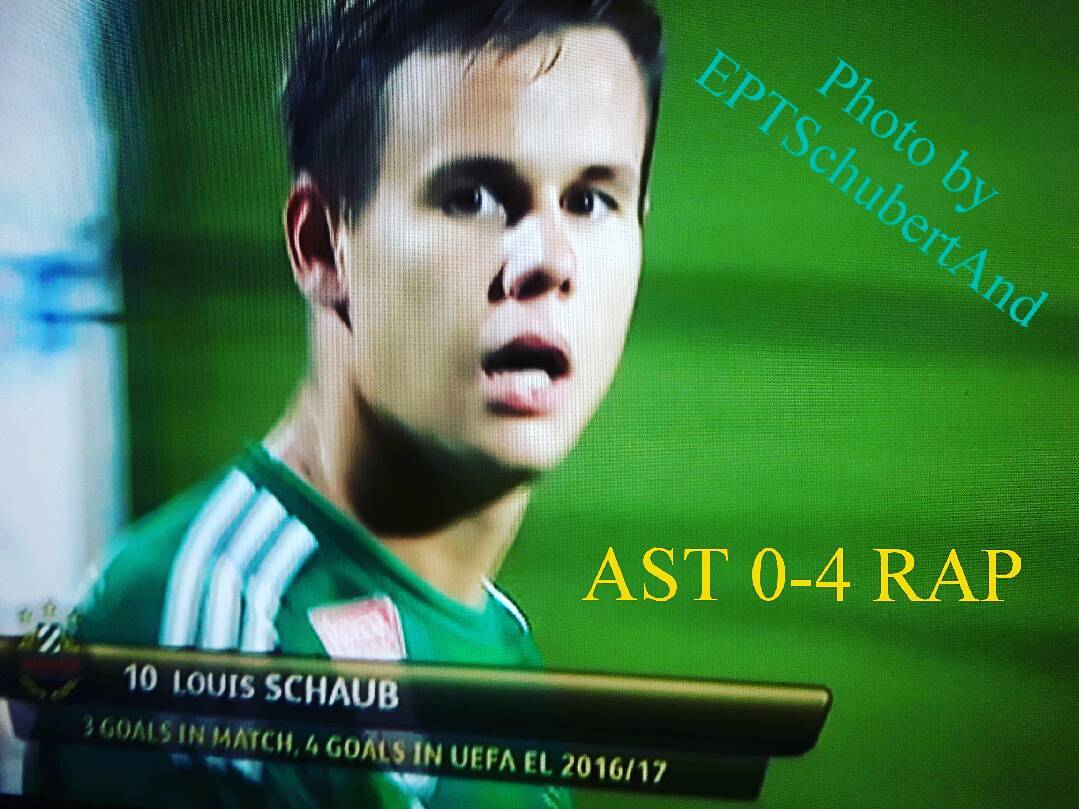 Photo by
EPTSchubertAnd
AST 0-4 RAP
10 LOUIS SCHAUB
3 GOALS IN MATCH, 4 GOALS IN UEFA EL 2016/17